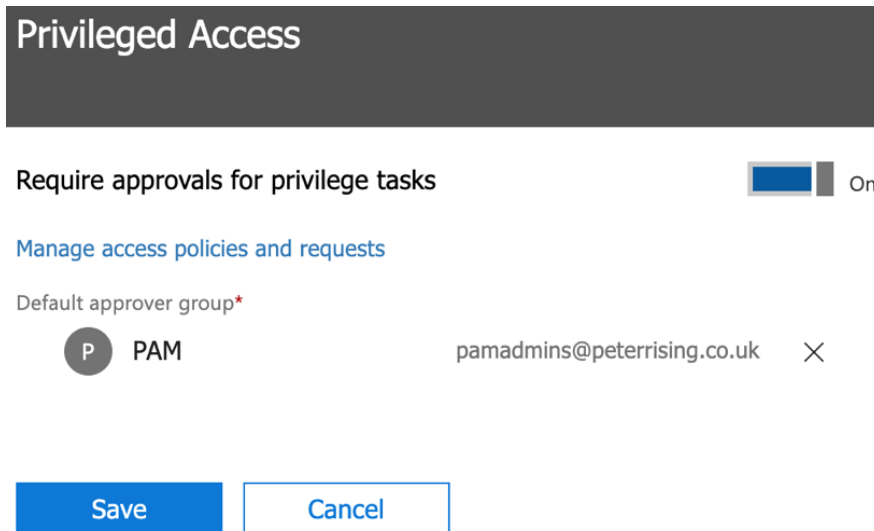 Privileged Access
Require approvals for privilege tasks
On
Manage access policies and requests
Default approver group*
P PAM pamadmins@peterrising.co.uk
Save Cancel